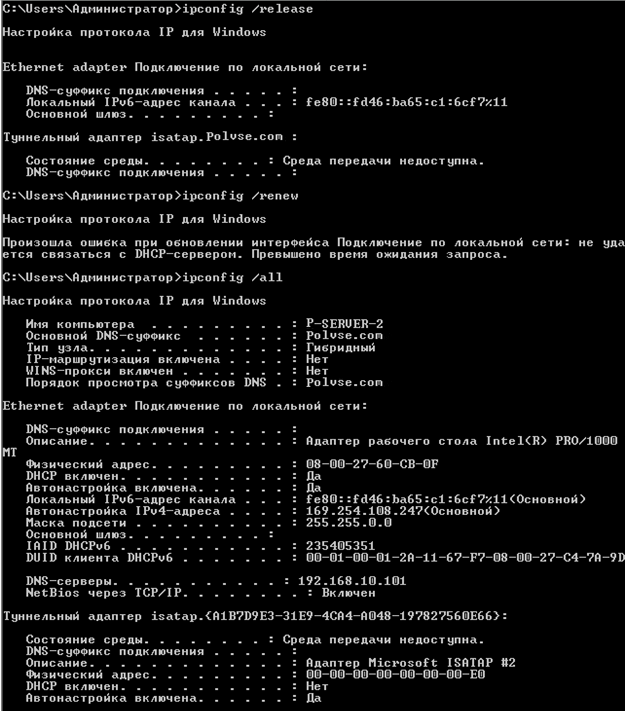 C:\Users\Администратор>ipconfig /release
Настройка протокола IP для Windows
Ethernet adapter Подключение по локальной сети:
DNS-суффикс подключения . . . . . :
Локальный IPv6-адрес канала . . . : fe80::fd46:ba65:c1:6cf7%11
Основной шлюз. . . . . . . . . :
Туннельный адаптер isatap.Polvse.com :
Состояние среды. . . . . . . . : Среда передачи недоступна.
DNS-суффикс подключения . . . . . :
C:\Users\Администратор>ipconfig /renew
Настройка протокола IP для Windows
Произошла ошибка при обновлении интерфейса Подключение по локальной сети: не уда
ется связаться с DHCP-сервером. Превышено время ожидания запроса.
C:\Users\Администратор>ipconfig /all
Настройка протокола IP для Windows
Имя компьютера . . . . . . . . . : P-SERVER-2
Основной DNS-суффикс . . . . . . : Polvse.com
Тип узла. . . . . . . . . . . . . : Гибридный
IP-маршрутизация включена . . . . : Нет
WINS-прокси включен . . . . . . . : Нет
Порядок просмотра суффиксов DNS . : Polvse.com
Ethernet adapter Подключение по локальной сети:
DNS-суффикс подключения . . . . . :
Описание. . . . . . . . . . . . . : Адаптер рабочего стола Intel(R) PRO/1000
MT
Физический адрес. . . . . . . . . : 08-00-27-60-CB-0F
DHCP включен. . . . . . . . . . . : Да
Автонастройка включена. . . . . . : Да
Локальный IPv6-адрес канала . . . : fe80::fd46:ba65:c1:6cf7%11(Основной)
Автонастройка IPv4-адреса . . . . : 169.254.108.247(Основной)
Маска подсети . . . . . . . . . . : 255.255.0.0
Основной шлюз. . . . . . . . . :
IAID DHCPv6 . . . . . . . . . . . : 235405351
DUID клиента DHCPv6 . . . . . . . : 00-01-00-01-2A-11-67-F7-08-00-27-C4-7A-9D
DNS-серверы. . . . . . . . . . . : 192.168.10.101
NetBios через TCP/IP. . . . . . . . : Включен
Туннельный адаптер isatap.{A1B7D9E3-31E9-4CA4-A048-197827560E66}:
Состояние среды. . . . . . . . : Среда передачи недоступна.
DNS-суффикс подключения . . . . . :
Описание. . . . . . . . . . . . . : Адаптер Microsoft ISATAP #2
Физический адрес. . . . . . . . . : 00-00-00-00-00-00-00-E0
DHCP включен. . . . . . . . . . . : Нет
Автонастройка включена. . . . . . : Да